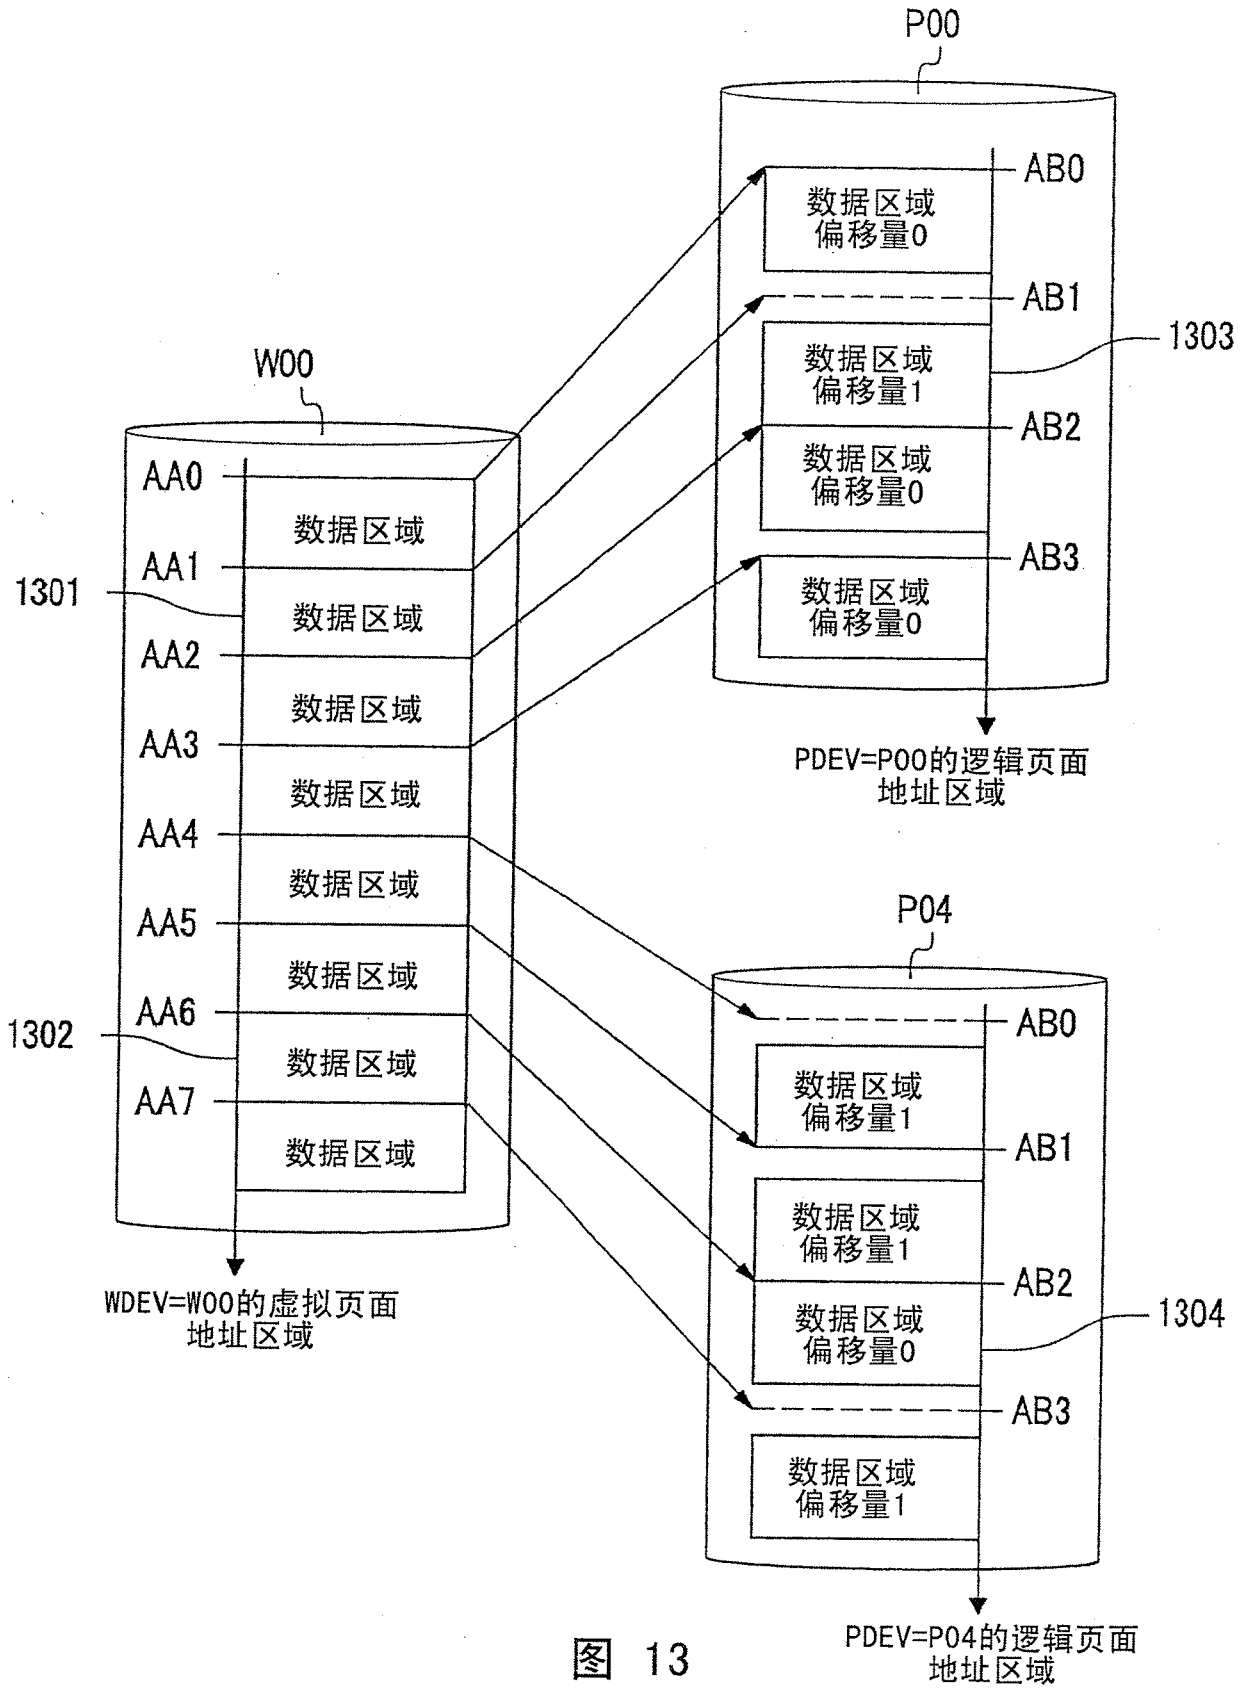 P00
AB0
数据区域
偏移量0
AB1
1303
数据区域
偏移量1
AB2
数据区域
偏移量0
AB3
数据区域
偏移量0
PDEV=P00的逻辑页面
地址区域
W00
AA0
数据区域
AA1
1301
数据区域
AA2
数据区域
AA3
数据区域
AA4
数据区域
AA5
数据区域
AA6
1302
数据区域
AA7
数据区域
WDEV=W00的虚拟页面
地址区域
P04
AB0
数据区域
偏移量1
AB1
数据区域
偏移量1
AB2
1304
数据区域
偏移量0
AB3
数据区域
偏移量1
PDEV=P04的逻辑页面
地址区域
图 13